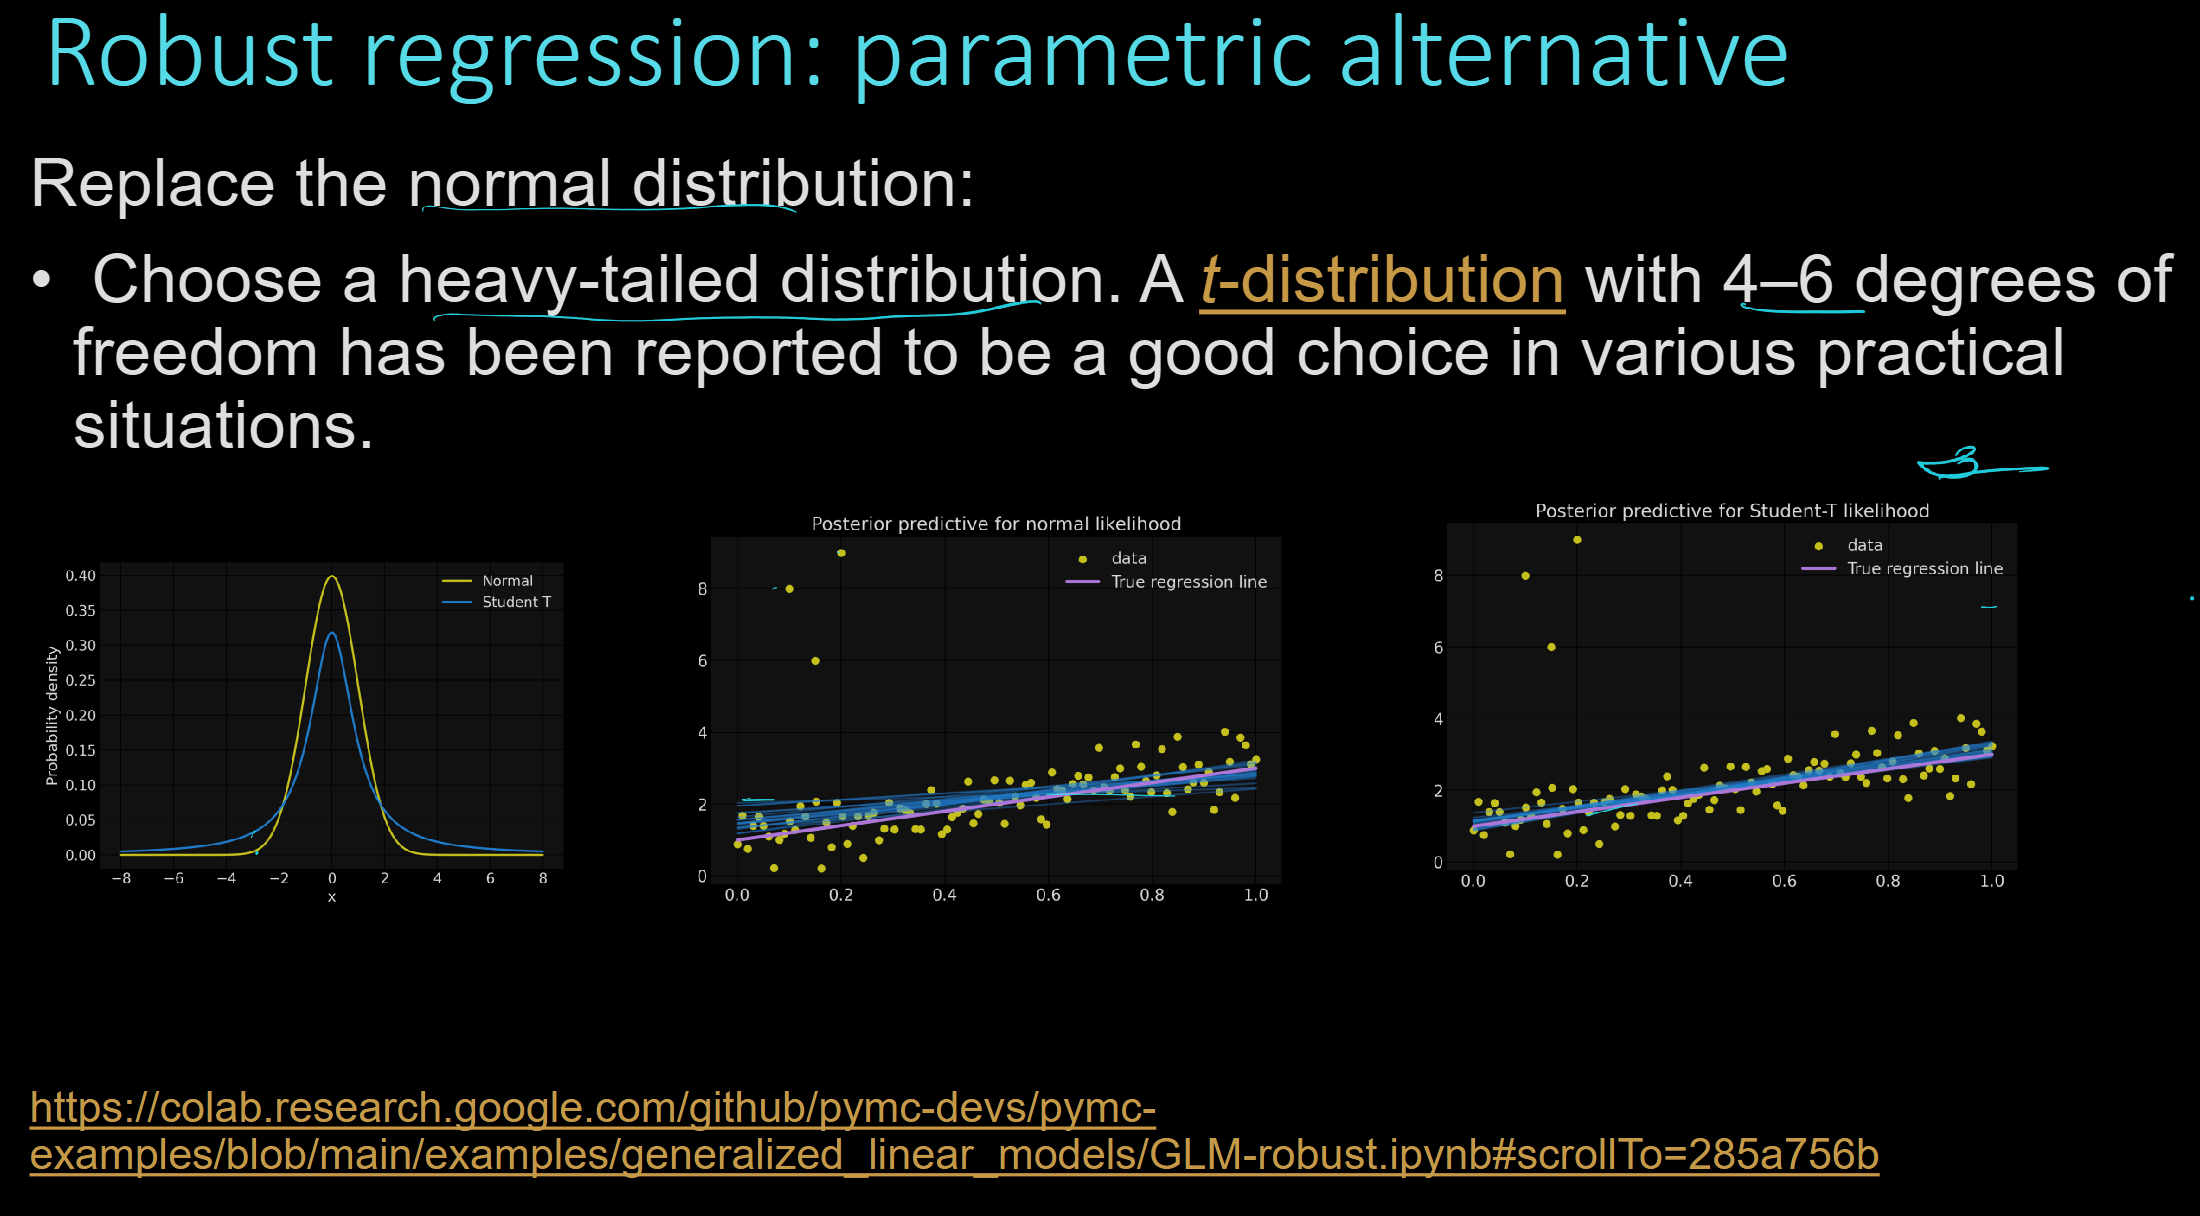 Robust regression: parametric alternative
Replace the normal distribution:
• Choose a heavy-tailed distribution. A t-distribution with 4–6 degrees of
freedom has been reported to be a good choice in various practical
situations.
3
0.40
0.35
0.30
0.25
0.20
0.15
0.10
0.05
0.00
Probability density
Normal
Student T
−8 −6 −4 −2 0 2 4 6 8
x
Posterior predictive for normal likelihood
data
True regression line
8
6
4
2
0
0.0 0.2 0.4 0.6 0.8 1.0
Posterior predictive for Student-T likelihood
data
True regression line
8
6
4
2
0
0.0 0.2 0.4 0.6 0.8 1.0
https://colab.research.google.com/github/pymc-devs/pymc-
examples/blob/main/examples/generalized_linear_models/GLM-robust.ipynb#scrollTo=285a756b